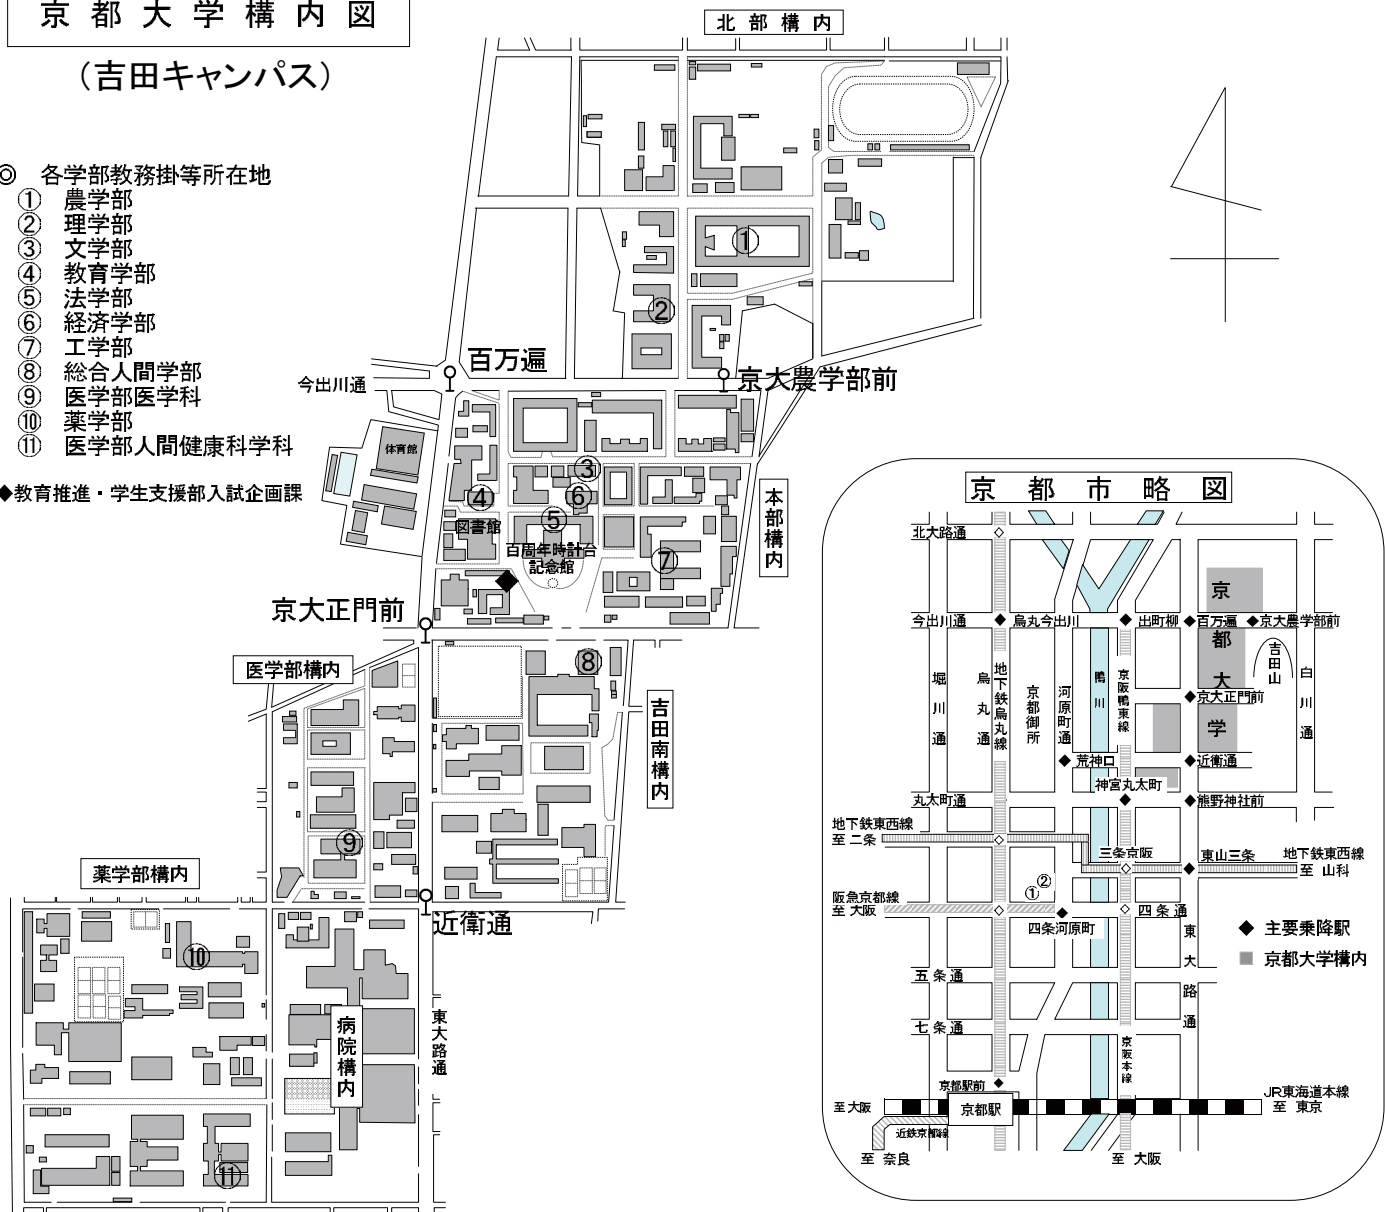 京都大学構内図
（吉田キャンパス）
◎ 各学部教務掛等所在地
① 農学部
② 理学部
③ 文学部
④ 教育学部
⑤ 法学部
⑥ 経済学部
⑦ 工学部
⑧ 総合人間学部
⑨ 医学部医学科
⑩ 薬学部
⑪ 医学部人間健康科学科
◆教育推進・学生支援部入試企画課
北部構内
①
②
百万遍
京大農学部前
今出川通
体育館
③
④
⑥
⑤
図書館
百周年時計台
記念館
⑦
本部構内
京大正門前
医学部構内
⑧
吉田南構内
⑨
薬学部構内
近衛通
⑩
病院構内
東大路通
⑪
京都市略図
北大路通
京都大学
今出川通
烏丸今出川
出町柳
百万遍
京大農学部前
吉田山
堀川通
烏丸通
地下鉄烏丸線
京都御所
河原町通
鴨川
京阪鴨東線
京大正門前
白川通
荒神口
近衛通
神宮丸太町
丸太町通
熊野神社前
地下鉄東西線
至 二条
三条京阪
東山三条
地下鉄東西線
至 山科
阪急京都線
至 大阪
①
②
四条河原町
四条通
東大路通
◆ 主要乗降駅
京都大学構内
五条通
七条通
京阪本線
京都駅前
至 大阪
京都駅
JR東海道本線
至 東京
近鉄京都線
至 奈良
至 大阪